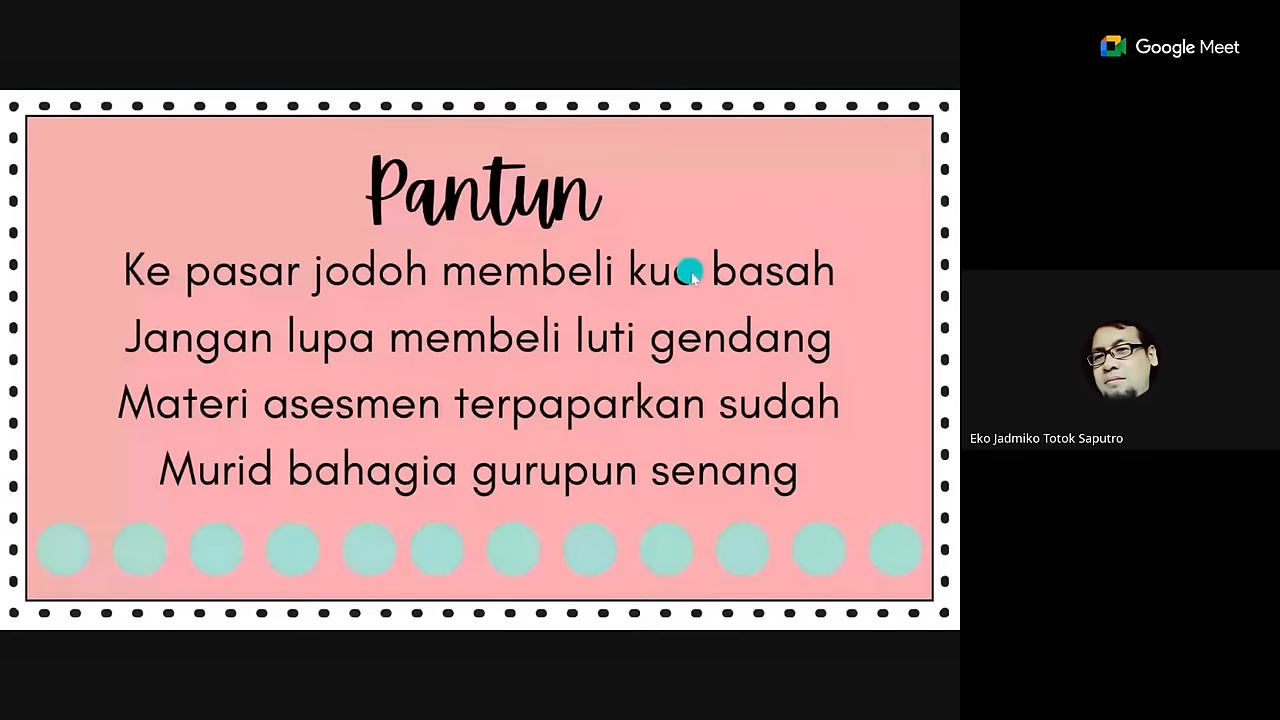 Google Meet
Pantun
Ke pasar jodoh membeli kue basah
Jangan lupa membeli luti gendang
Materi asesmen terpaparkan sudah
Murid bahagia gurupun senang
Eko Jadmiko Totok Saputro